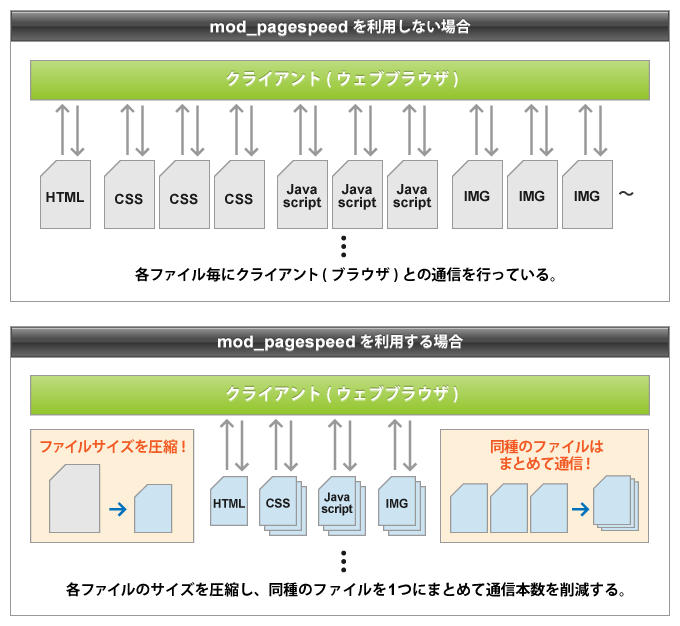 mod_pagespeed を利用しない場合
クライアント ( ウェブブラウザ )
HTML CSS CSS CSS Java script Java script Java script IMG IMG IMG ～
各ファイル毎にクライアント ( ブラウザ ) との通信を行っている。
mod_pagespeed を利用する場合
クライアント ( ウェブブラウザ )
ファイルサイズを圧縮！
同種のファイルは
まとめて通信！
HTML CSS Java script IMG
各ファイルのサイズを圧縮し、同種のファイルを1つにまとめて通信本数を削減する。